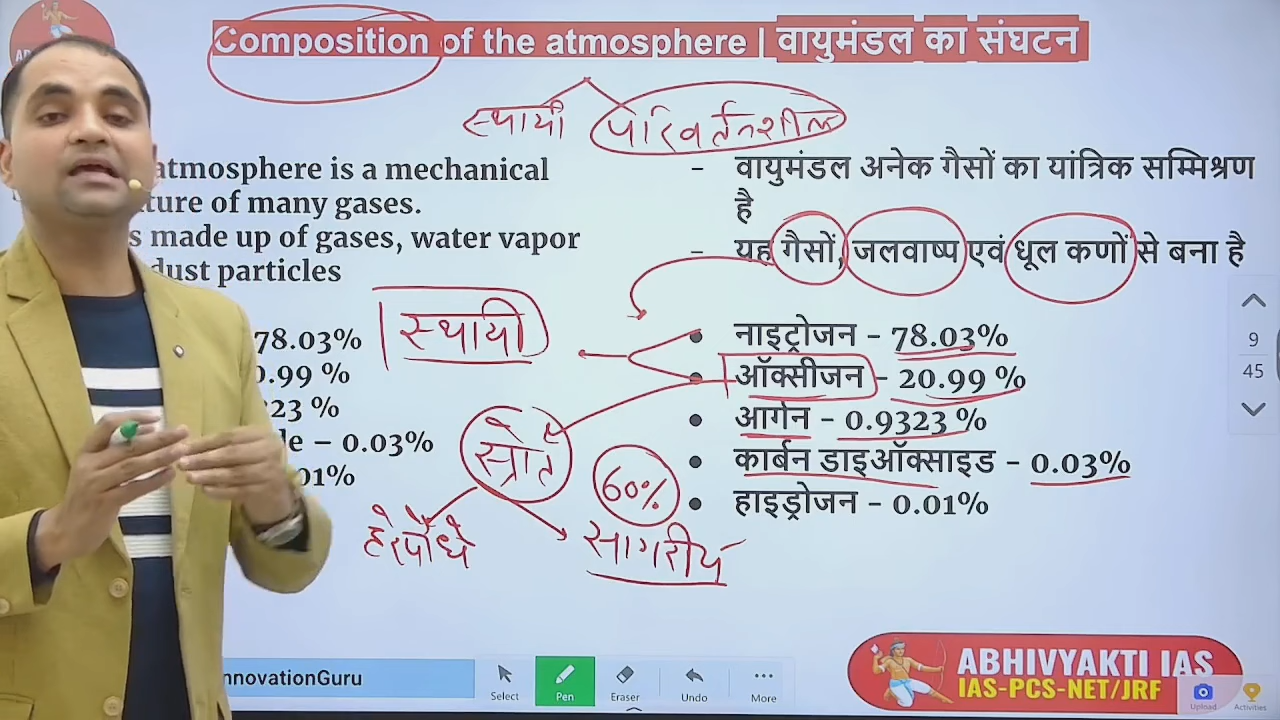 Composition of the atmosphere | वायुमंडल का संघटन
स्थायी परिवर्तनशील
atmosphere is a mechanical
ture of many gases.
s made up of gases, water vapor
dust particles
- वायुमंडल अनेक गैसों का यांत्रिक सम्मिश्रण
है
- यह गैसों, जलवाष्प एवं धूल कणों से बना है
स्थायी
78.03%
0.99 %
23 %
de – 0.03%
01%
• नाइट्रोजन - 78.03%
• ऑक्सीजन - 20.99 %
• आर्गन - 0.9323 %
• कार्बन डाइऑक्साइड - 0.03%
• हाइड्रोजन - 0.01%
स्रोत
60%
हरे पौधे
सागरीय
9
45
nnovationGuru
Select
Pen
Eraser
Undo
More
ABHIVYAKTI IAS
IAS-PCS-NET/JRF
Upload
Activities